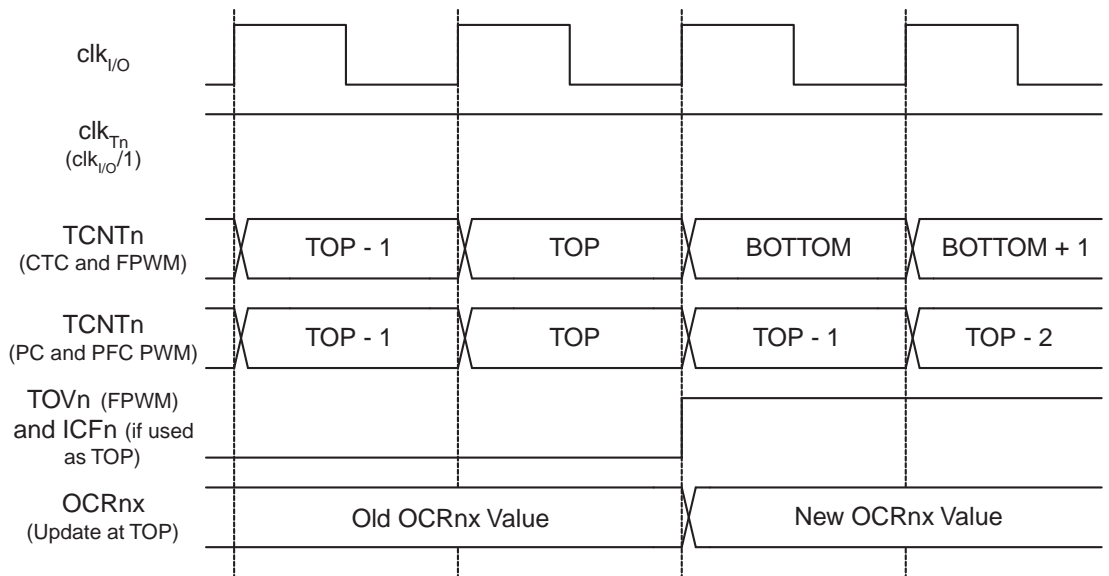 clkI/O
clkTn
(clkI/O/1)
TCNTn
(CTC and FPWM)
TOP - 1
TOP
BOTTOM
BOTTOM + 1
TCNTn
(PC and PFC PWM)
TOP - 1
TOP
TOP - 1
TOP - 2
TOVn (FPWM)
and ICFn (if used
as TOP)
OCRnx
(Update at TOP)
Old OCRnx Value
New OCRnx Value